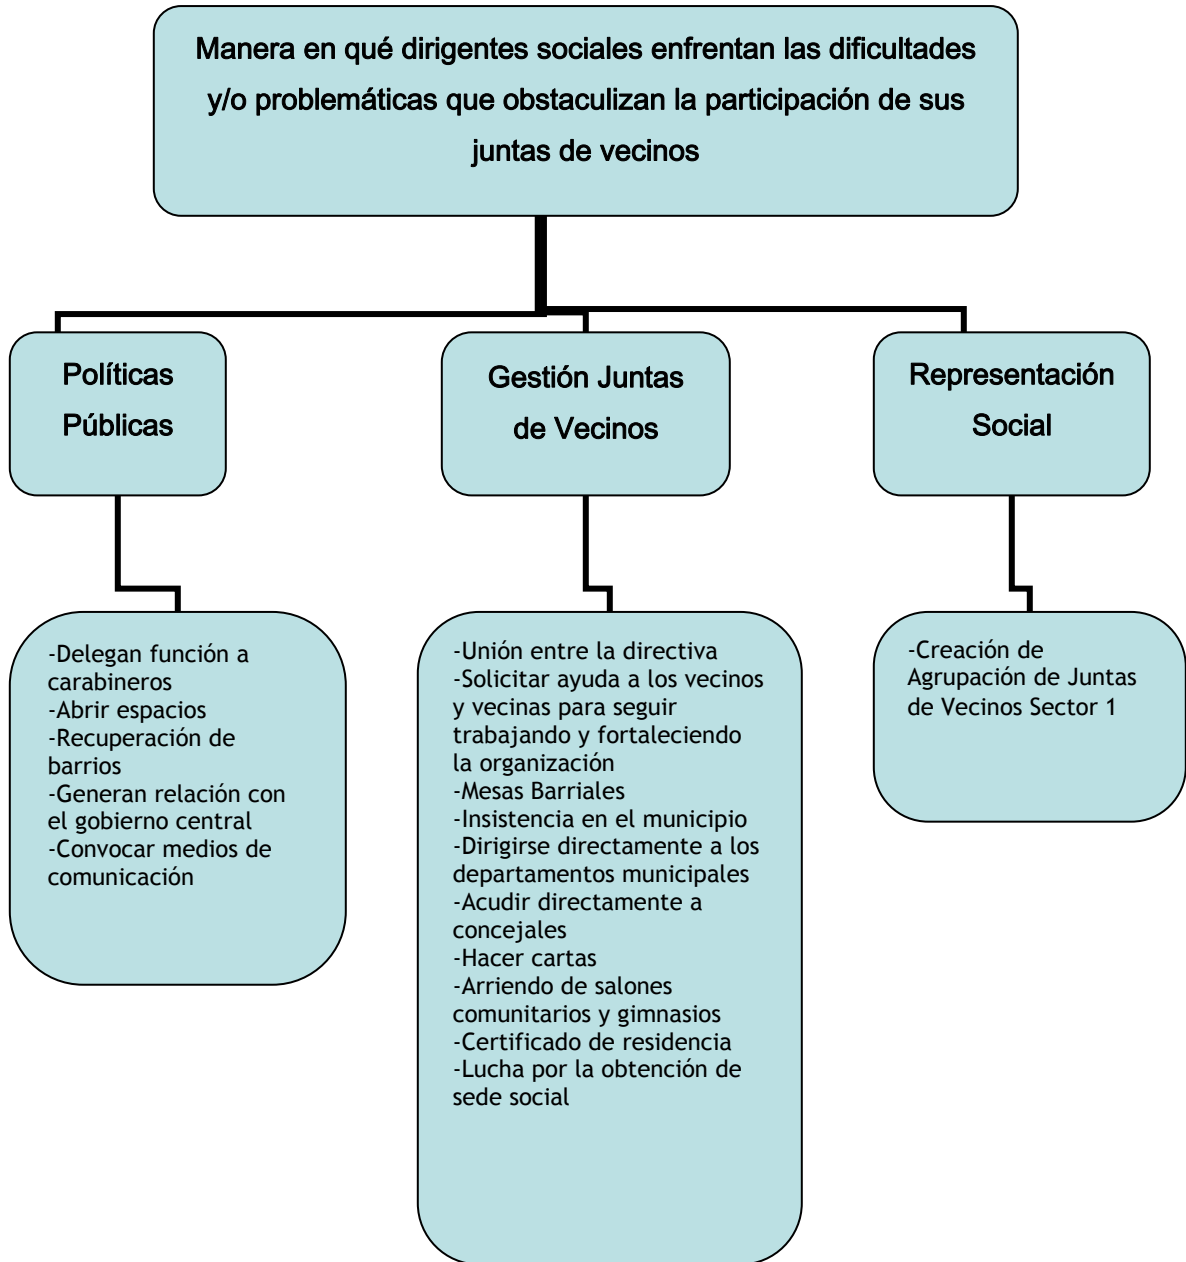 Manera en qué dirigentes sociales enfrentan las dificultades
y/o problemáticas que obstaculizan la participación de sus
juntas de vecinos
Políticas
Públicas
Gestión Juntas
de Vecinos
Representación
Social
-Delegan función a
carabineros
-Abrir espacios
-Recuperación de
barrios
-Generan relación con
el gobierno central
-Convocar medios de
comunicación
-Unión entre la directiva
-Solicitar ayuda a los vecinos
y vecinas para seguir
trabajando y fortaleciendo
la organización
-Mesas Barriales
-Insistencia en el municipio
-Dirigirse directamente a los
departamentos municipales
-Acudir directamente a
concejales
-Hacer cartas
-Arriendo de salones
comunitarios y gimnasios
-Certificado de residencia
-Lucha por la obtención de
sede social
-Creación de
Agrupación de Juntas
de Vecinos Sector 1